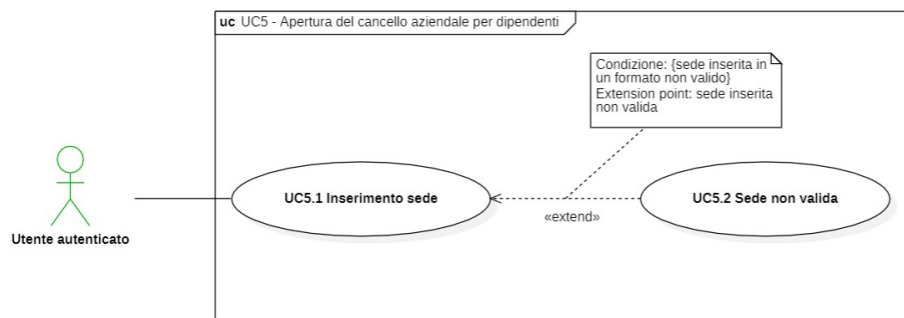 uc UC5 - Apertura del cancello aziendale per dipendenti
Condizione: {sede inserita in
un formato non valido}
Extension point: sede inserita
non valida
UC5.1 Inserimento sede
UC5.2 Sede non valida
«extend»
Utente autenticato